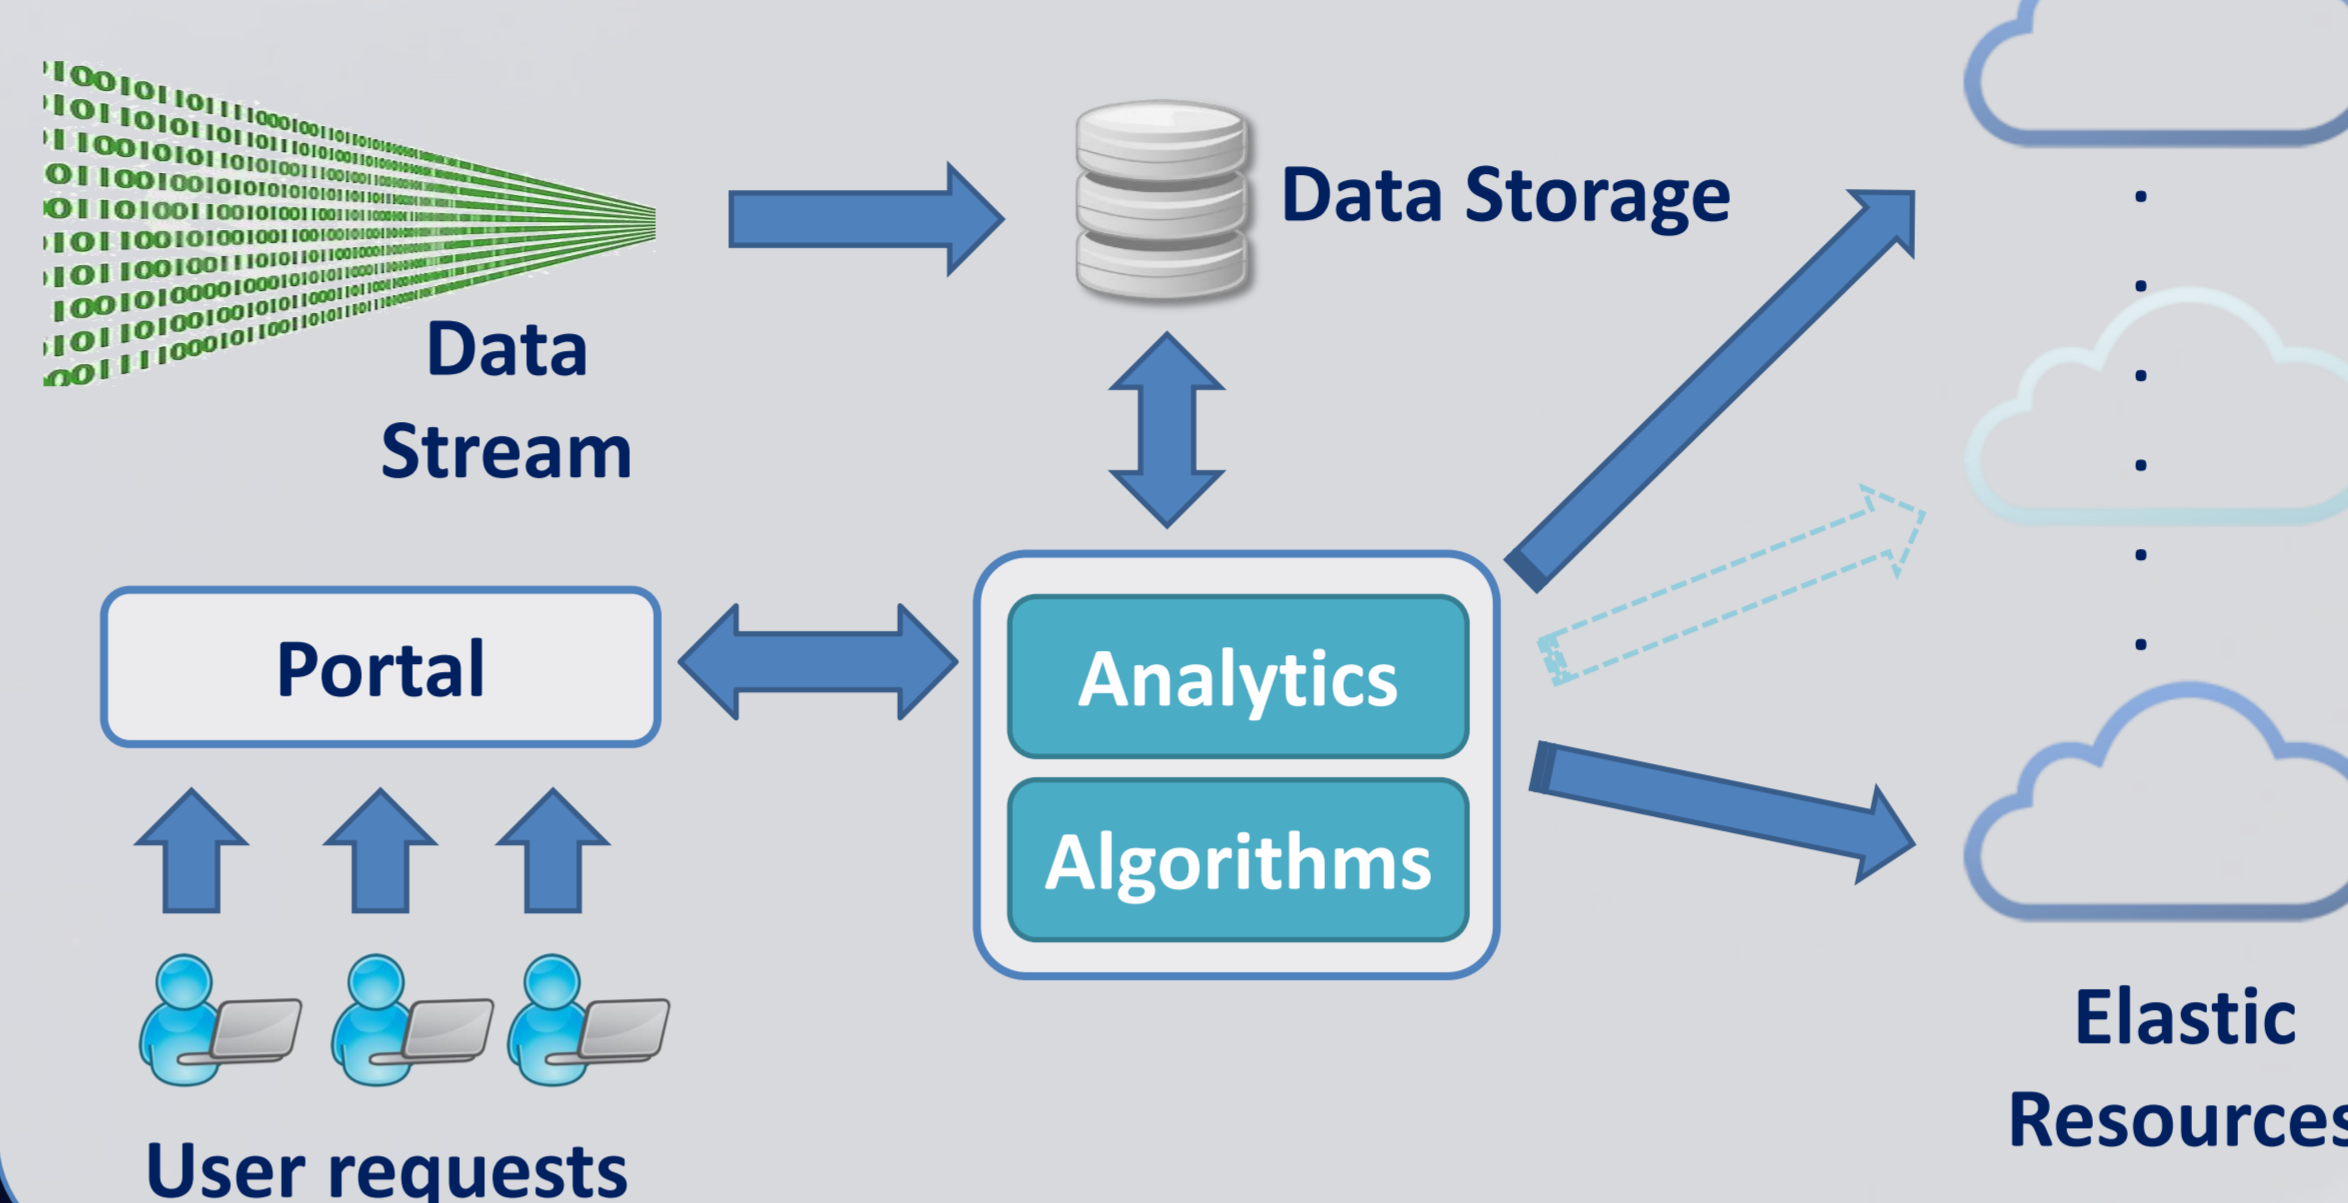 Data Storage
Data
Stream
Portal
Analytics
Algorithms
User requests
Elastic
Resources